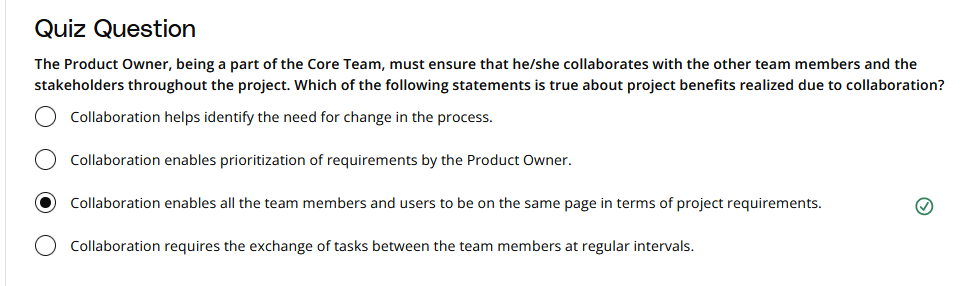 Quiz Question
The Product Owner, being a part of the Core Team, must ensure that he/she collaborates with the other team members and the
stakeholders throughout the project. Which of the following statements is true about project benefits realized due to collaboration?
Collaboration helps identify the need for change in the process.
Collaboration enables prioritization of requirements by the Product Owner.
Collaboration enables all the team members and users to be on the same page in terms of project requirements.
Collaboration requires the exchange of tasks between the team members at regular intervals.